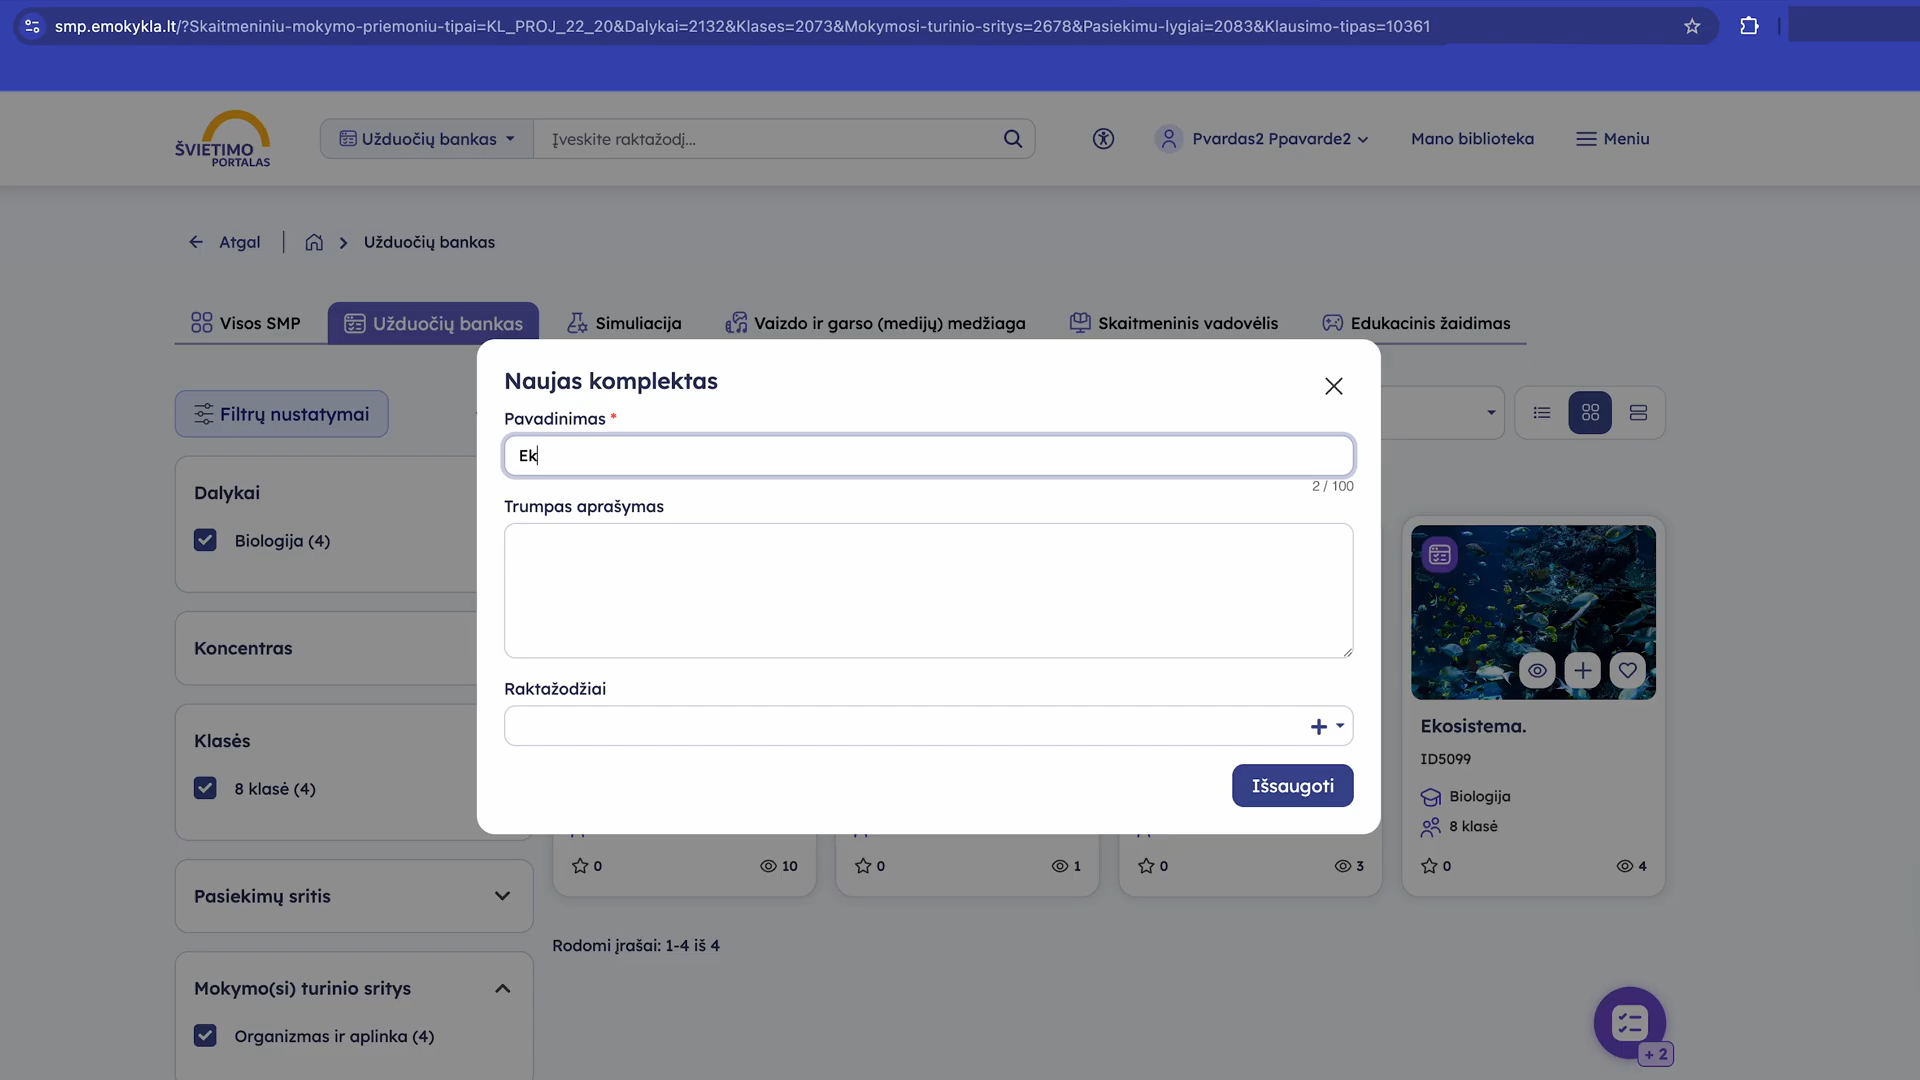 smp.emokykla.lt/?Skaitmeniniu-mokymo-priemoniu-tipai=KL_PROJ_22_20&Dalykai=2132&Klases=2073&Mokymosi-turinio-sritys=2678&Pasiekimu-lygiai=2083&Klausimo-tipas=10361
ŠVIETIMO
PORTALAS
Užduočių bankas
Įveskite raktažodį...
Pvardas2 Ppavarde2
Mano biblioteka
Meniu
Atgal
Užduočių bankas
Visos SMP
Užduočių bankas
Simuliacija
Vaizdo ir garso (medijų) medžiaga
Skaitmeninis vadovėlis
Edukacinis žaidimas
Filtrų nustatymai
Dalykai
Biologija (4)
Koncentras
Klasės
8 klasė (4)
Pasiekimų sritis
Mokymo(si) turinio sritys
Organizmas ir aplinka (4)
Naujas komplektas
Pavadinimas *
Ek
2 / 100
Trumpas aprašymas
Raktažodžiai
Išsaugoti
Ekosistema.
ID5099
Biologija
8 klasė
0 10
0 1
0 3
0 4
Rodomi įrašai: 1-4 iš 4
+ 2